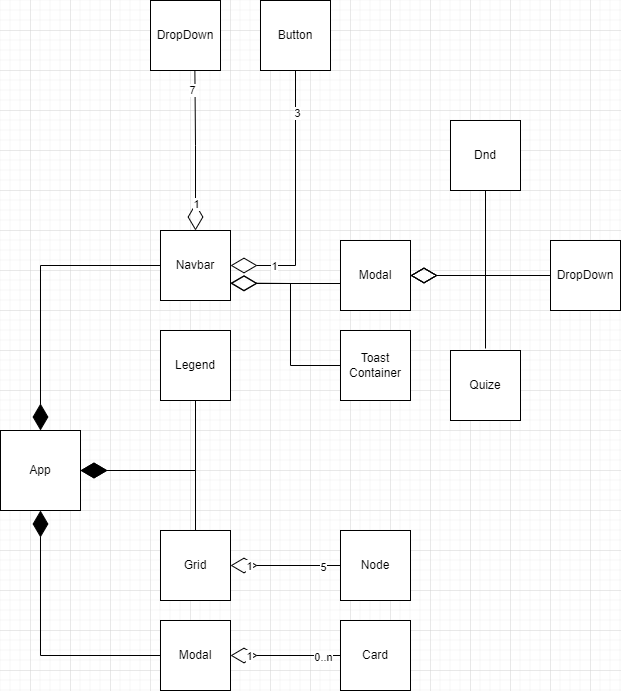 DropDown
Button
7
3
1
Dnd
Navbar
1
Modal
DropDown
Legend
Toast
Container
Quize
App
Grid
1
5
Node
Modal
1
0..n
Card